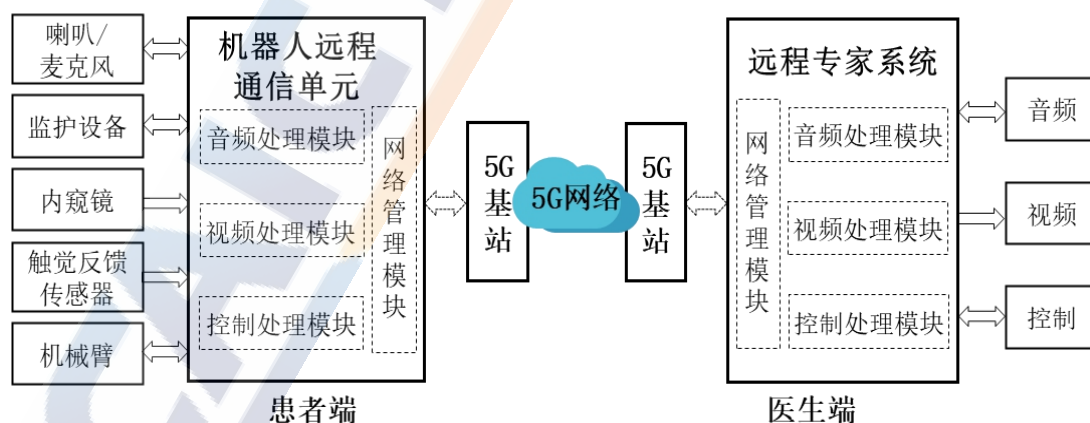 喇叭/
麦克风
监护设备
内窥镜
触觉反馈
传感器
机械臂
机器人远程
通信单元
音频处理模块
视频处理模块
控制处理模块
网络管理模块
患者端
5G
基
站
5G网络
5G
基
站
远程专家系统
网络管理模块
音频处理模块
视频处理模块
控制处理模块
医生端
音频
视频
控制